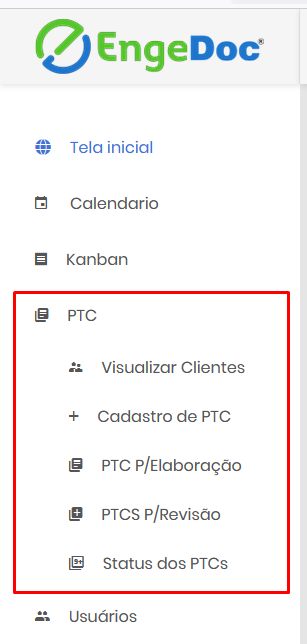 EngeDoc®
Tela inicial
Calendario
Kanban
PTC
Visualizar Clientes
Cadastro de PTC
PTC P/Elaboração
PTCS P/Revisão
9+ Status dos PTCs
Usuários